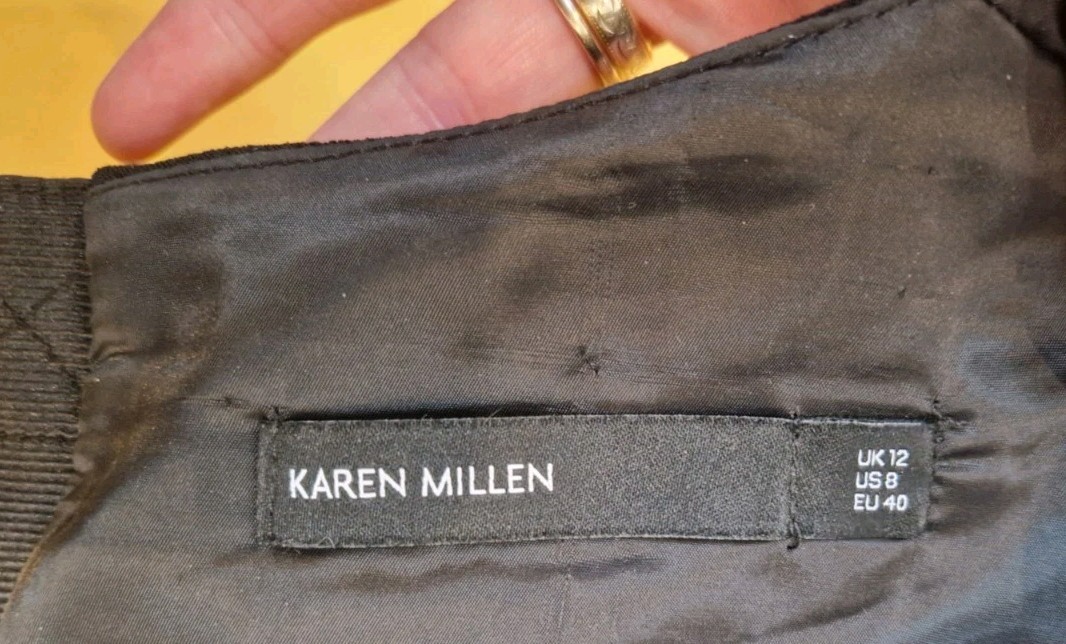 KAREN MILLEN
UK 12
US 8
EU 40